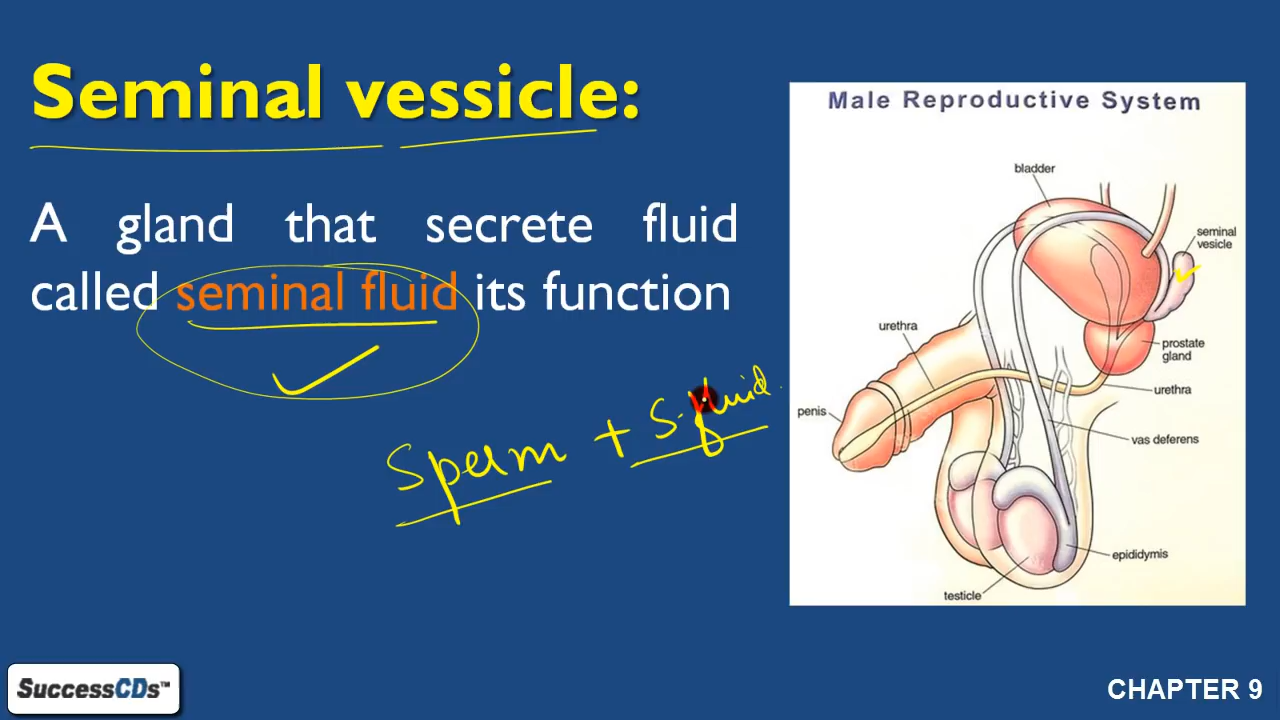 Seminal vessicle:
A gland that secrete fluid
called seminal fluid its function
Sperm + S.fluid.
Male Reproductive System
bladder
seminal
vesicle
urethra
prostate
gland
urethra
penis
vas deferens
epididymis
testicle
SuccessCDs™
CHAPTER 9